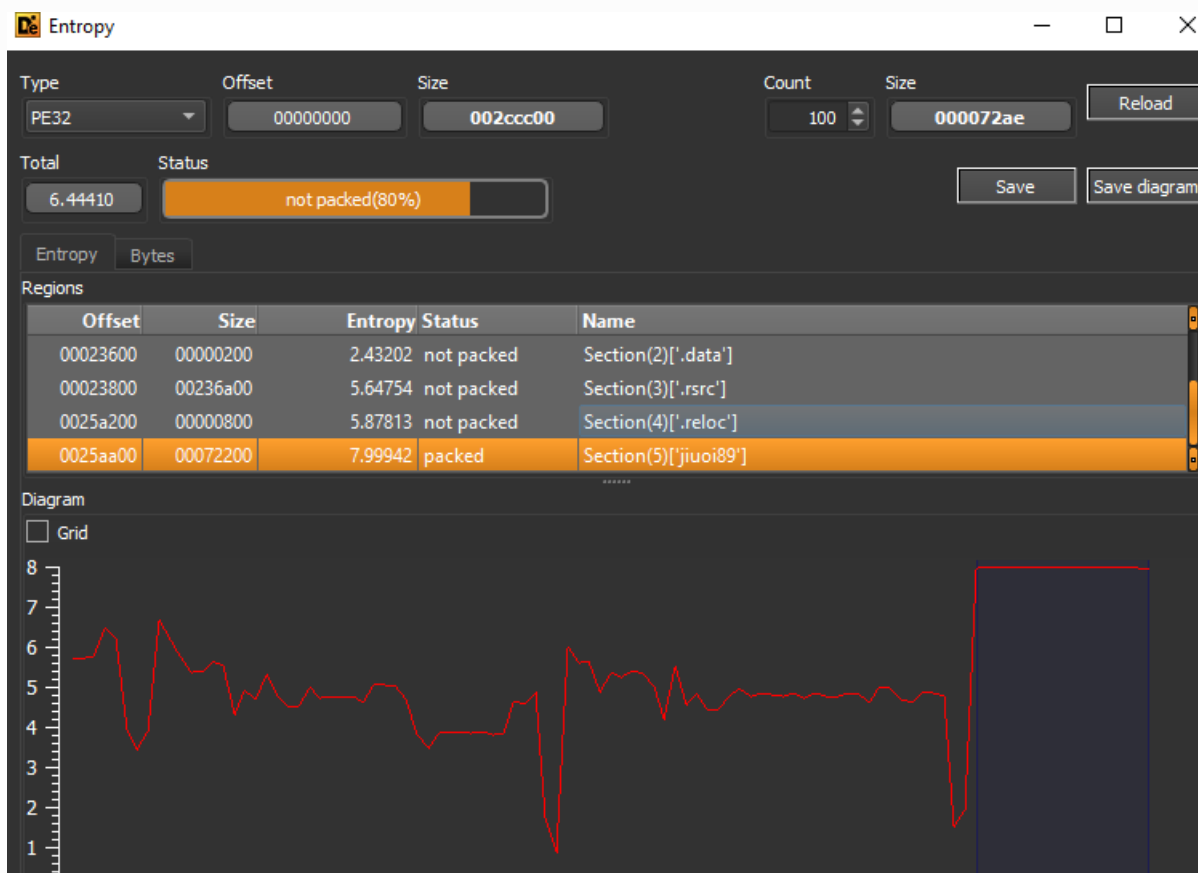 De Entropy
Type Offset Size Count Size
PE32 00000000 002ccc00 100 000072ae Reload
Total Status
6.44410 not packed(80%) Save Save diagram
Entropy Bytes
Regions
Offset Size Entropy Status Name
00023600 00000200 2.43202 not packed Section(2)['.data']
00023800 00236a00 5.64754 not packed Section(3)['.rsrc']
0025a200 00000800 5.87813 not packed Section(4)['.reloc']
0025aa00 00072200 7.99942 packed Section(5)['jiuoi89']
Diagram
Grid
8
7
6
5
4
3
2
1